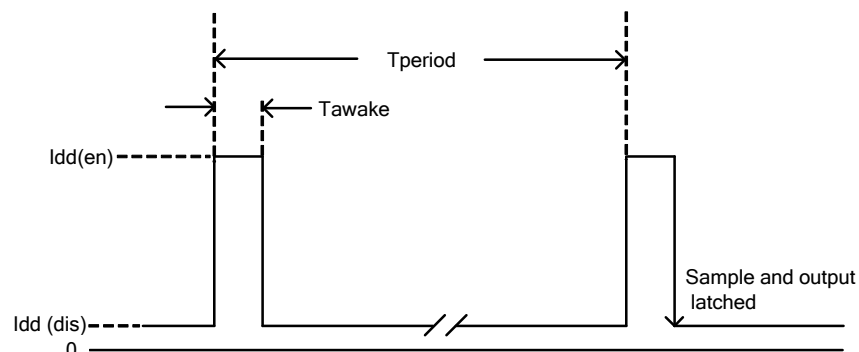 Tperiod
Tawake
Idd(en)
Sample and output
latched
Idd (dis)
0